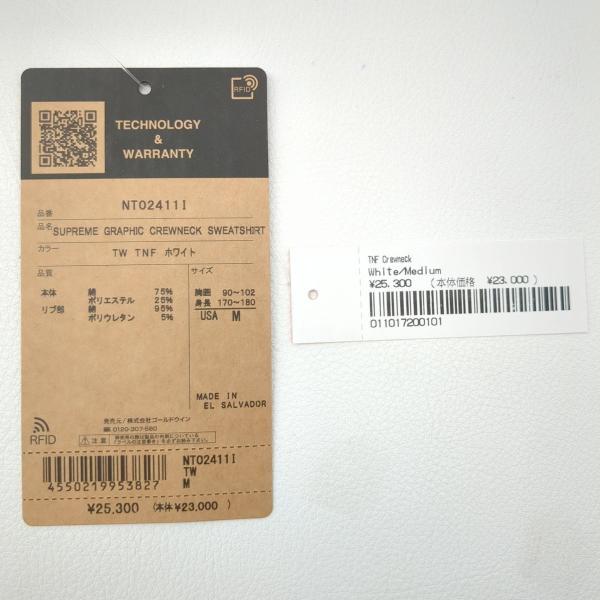 RFID
TECHNOLOGY
&
WARRANTY
品番 NT02411I
品名 SUPREME GRAPHIC CREWNECK SWEATSHIRT
カラー TW TNF ホワイト
品質 サイズ
本体 綿 75%
ポリエステル 25%
リブ部 綿 95%
ポリウレタン 5%
胸囲 90~102
身長 170~180
USA M
MADE IN
EL SALVADOR
発売元/株式会社ゴールドウイン
☎0120-307-560
RFID
⚠注意
NT02411I
TW
M
4550219953827
¥25,300 (本体 ¥23,000)
TNF Crewneck
White/Medium
¥25,300 (本体価格 ¥23,000)
011017200101